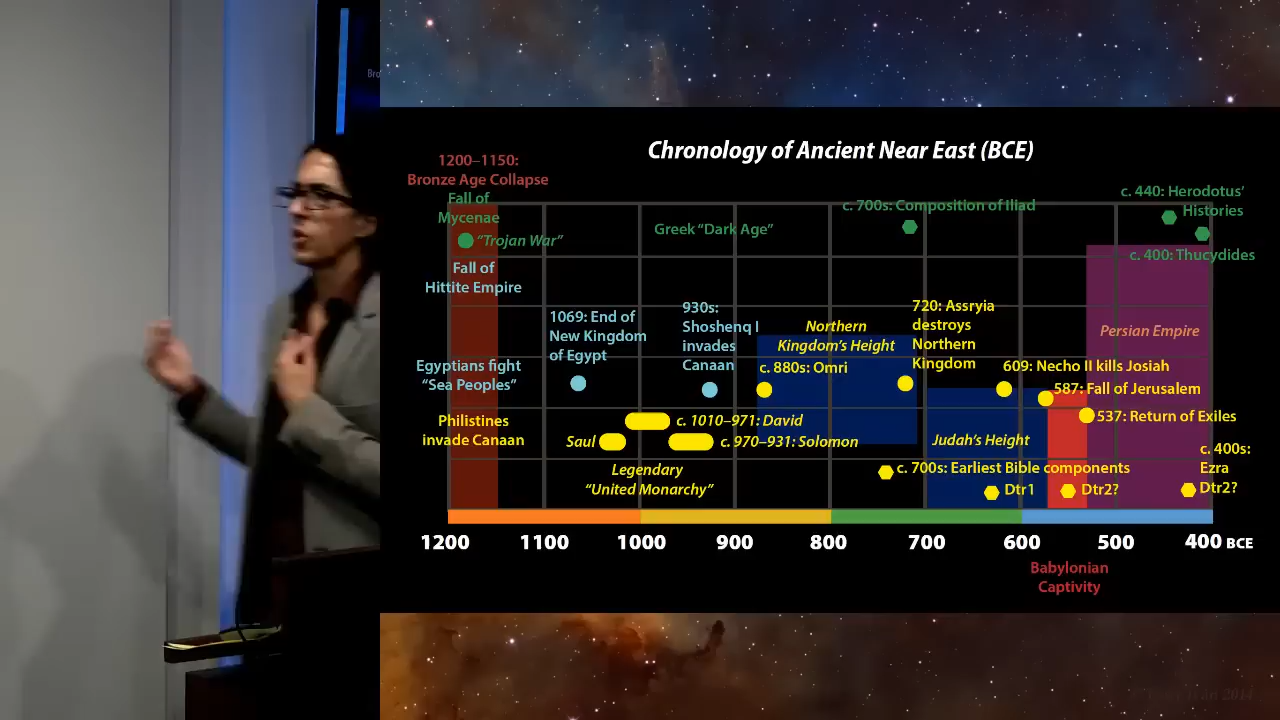 Bro
Chronology of Ancient Near East (BCE)
1200–1150:
Bronze Age Collapse
Fall of
Mycenae
"Trojan War"
Greek "Dark Age"
c. 700s: Composition of Iliad
c. 440: Herodotus'
Histories
c. 400: Thucydides
Fall of
Hittite Empire
1069: End of
New Kingdom
of Egypt
930s:
Shoshenq I
invades
Canaan
Northern
Kingdom's Height
720: Assryia
destroys
Northern
Kingdom
Persian Empire
Egyptians fight
"Sea Peoples"
c. 880s: Omri
609: Necho II kills Josiah
587: Fall of Jerusalem
537: Return of Exiles
Philistines
invade Canaan
c. 1010–971: David
Saul
c. 970–931: Solomon
Judah's Height
Legendary
"United Monarchy"
c. 700s: Earliest Bible components
Dtr1
Dtr2?
c. 400s:
Ezra
Dtr2?
1200 1100 1000 900 800 700 600 500 400 BCE
Babylonian
Captivity